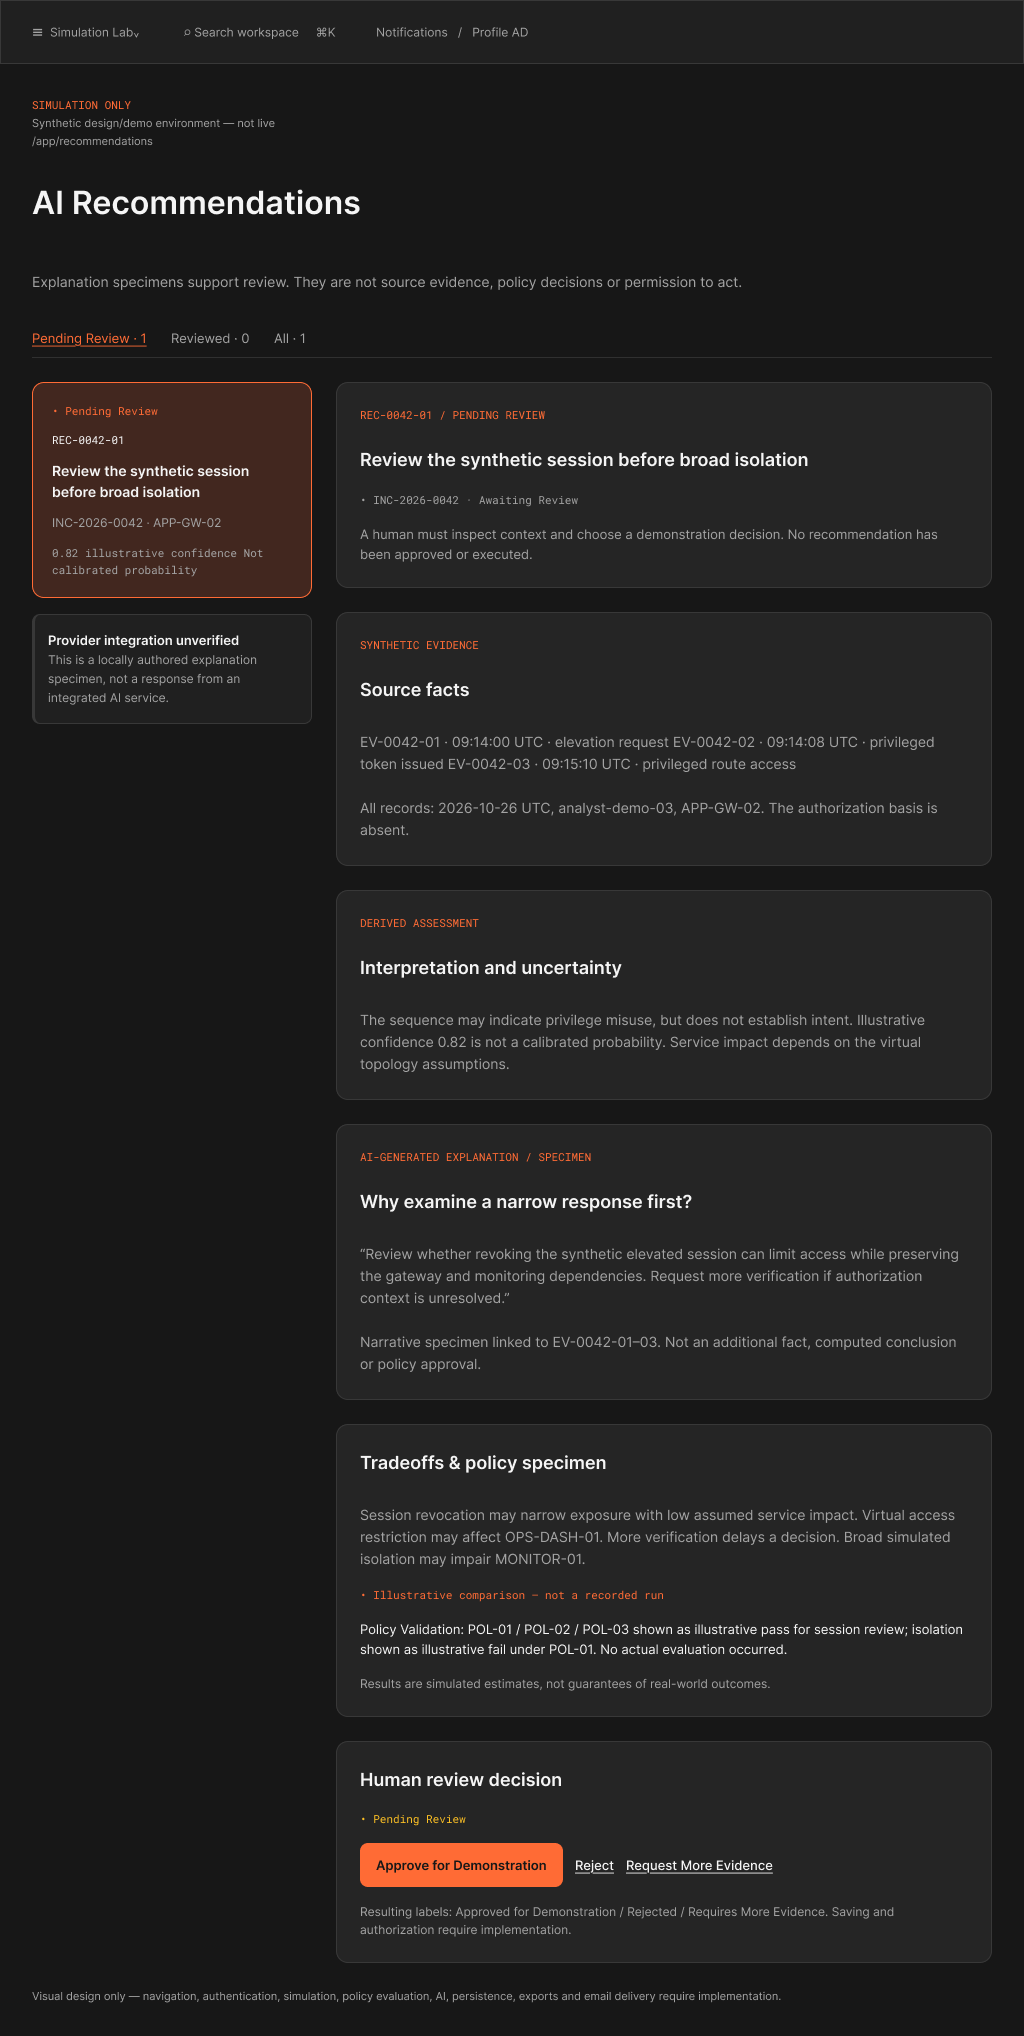 ≡ Simulation Lab˅ ⌕ Search workspace ⌘K Notifications / Profile AD
SIMULATION ONLY
Synthetic design/demo environment — not live
/app/recommendations
AI Recommendations
Explanation specimens support review. They are not source evidence, policy decisions or permission to act.
Pending Review · 1 Reviewed · 0 All · 1
• Pending Review
REC-0042-01
Review the synthetic session
before broad isolation
INC-2026-0042 · APP-GW-02
0.82 illustrative confidence Not
calibrated probability
Provider integration unverified
This is a locally authored explanation
specimen, not a response from an
integrated AI service.
REC-0042-01 / PENDING REVIEW
Review the synthetic session before broad isolation
• INC-2026-0042 · Awaiting Review
A human must inspect context and choose a demonstration decision. No recommendation has
been approved or executed.
SYNTHETIC EVIDENCE
Source facts
EV-0042-01 · 09:14:00 UTC · elevation request EV-0042-02 · 09:14:08 UTC · privileged
token issued EV-0042-03 · 09:15:10 UTC · privileged route access
All records: 2026-10-26 UTC, analyst-demo-03, APP-GW-02. The authorization basis is
absent.
DERIVED ASSESSMENT
Interpretation and uncertainty
The sequence may indicate privilege misuse, but does not establish intent. Illustrative
confidence 0.82 is not a calibrated probability. Service impact depends on the virtual
topology assumptions.
AI-GENERATED EXPLANATION / SPECIMEN
Why examine a narrow response first?
“Review whether revoking the synthetic elevated session can limit access while preserving
the gateway and monitoring dependencies. Request more verification if authorization
context is unresolved.”
Narrative specimen linked to EV-0042-01–03. Not an additional fact, computed conclusion
or policy approval.
Tradeoffs & policy specimen
Session revocation may narrow exposure with low assumed service impact. Virtual access
restriction may affect OPS-DASH-01. More verification delays a decision. Broad simulated
isolation may impair MONITOR-01.
• Illustrative comparison — not a recorded run
Policy Validation: POL-01 / POL-02 / POL-03 shown as illustrative pass for session review; isolation
shown as illustrative fail under POL-01. No actual evaluation occurred.
Results are simulated estimates, not guarantees of real-world outcomes.
Human review decision
• Pending Review
Approve for Demonstration Reject Request More Evidence
Resulting labels: Approved for Demonstration / Rejected / Requires More Evidence. Saving and
authorization require implementation.
Visual design only — navigation, authentication, simulation, policy evaluation, AI, persistence, exports and email delivery require implementation.